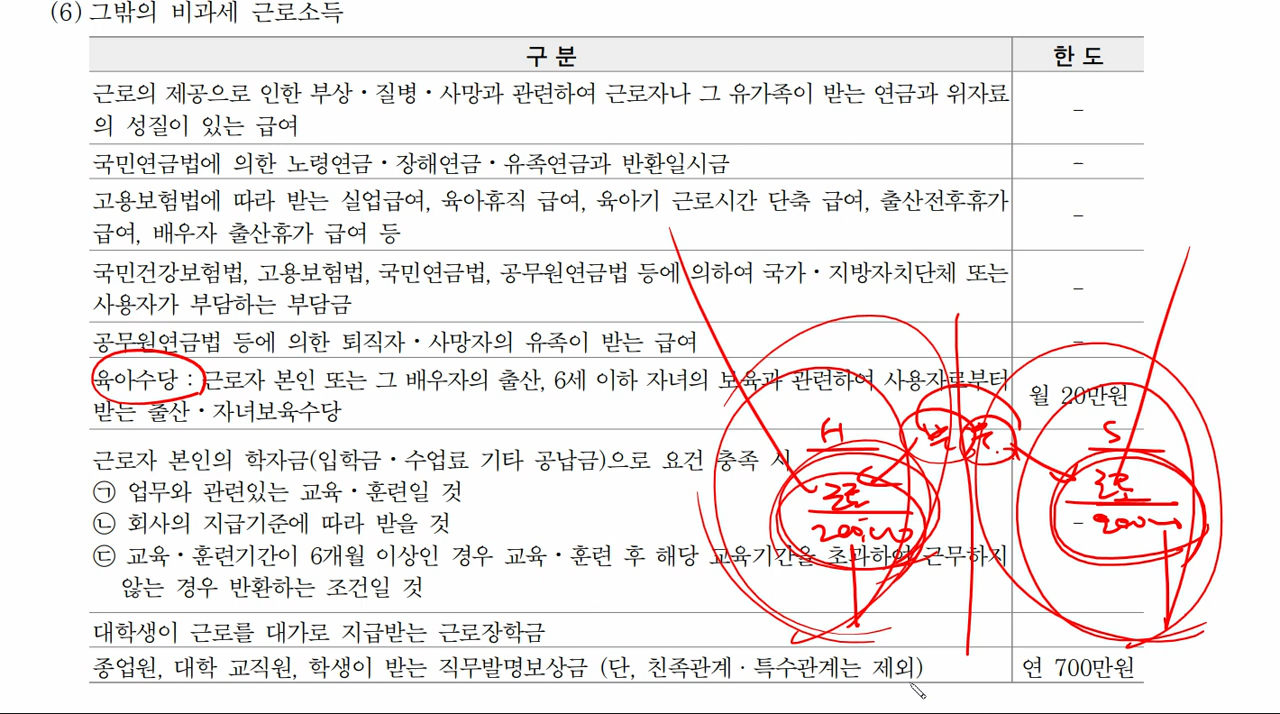 (6) 그밖의 비과세 근로소득
구 분 한 도
근로의 제공으로 인한 부상·질병·사망과 관련하여 근로자나 그 유가족이 받는 연금과 위자료
의 성질이 있는 급여 –
국민연금법에 의한 노령연금·장해연금·유족연금과 반환일시금 –
고용보험법에 따라 받는 실업급여, 육아휴직 급여, 육아기 근로시간 단축 급여, 출산전후휴가
급여, 배우자 출산휴가 급여 등 –
국민건강보험법, 고용보험법, 국민연금법, 공무원연금법 등에 의하여 국가·지방자치단체 또는
사용자가 부담하는 부담금 –
공무원연금법 등에 의한 퇴직자·사망자의 유족이 받는 급여 –
육아수당 : 근로자 본인 또는 그 배우자의 출산, 6세 이하 자녀의 보육과 관련하여 사용자로부터
받는 출산·자녀보육수당 월 20만원
H S
근로자 본인의 학자금(입학금·수업료 기타 공납금)으로 요건 충족 시
㉠ 업무와 관련있는 교육·훈련일 것
㉡ 회사의 지급기준에 따라 받을 것 –
㉢ 교육·훈련기간이 6개월 이상인 경우 교육·훈련 후 해당 교육기간을 초과하여 근무하지
않는 경우 반환하는 조건일 것
대학생이 근로를 대가로 지급받는 근로장학금
종업원, 대학 교직원, 학생이 받는 직무발명보상금 (단, 친족관계·특수관계는 제외) 연 700만원